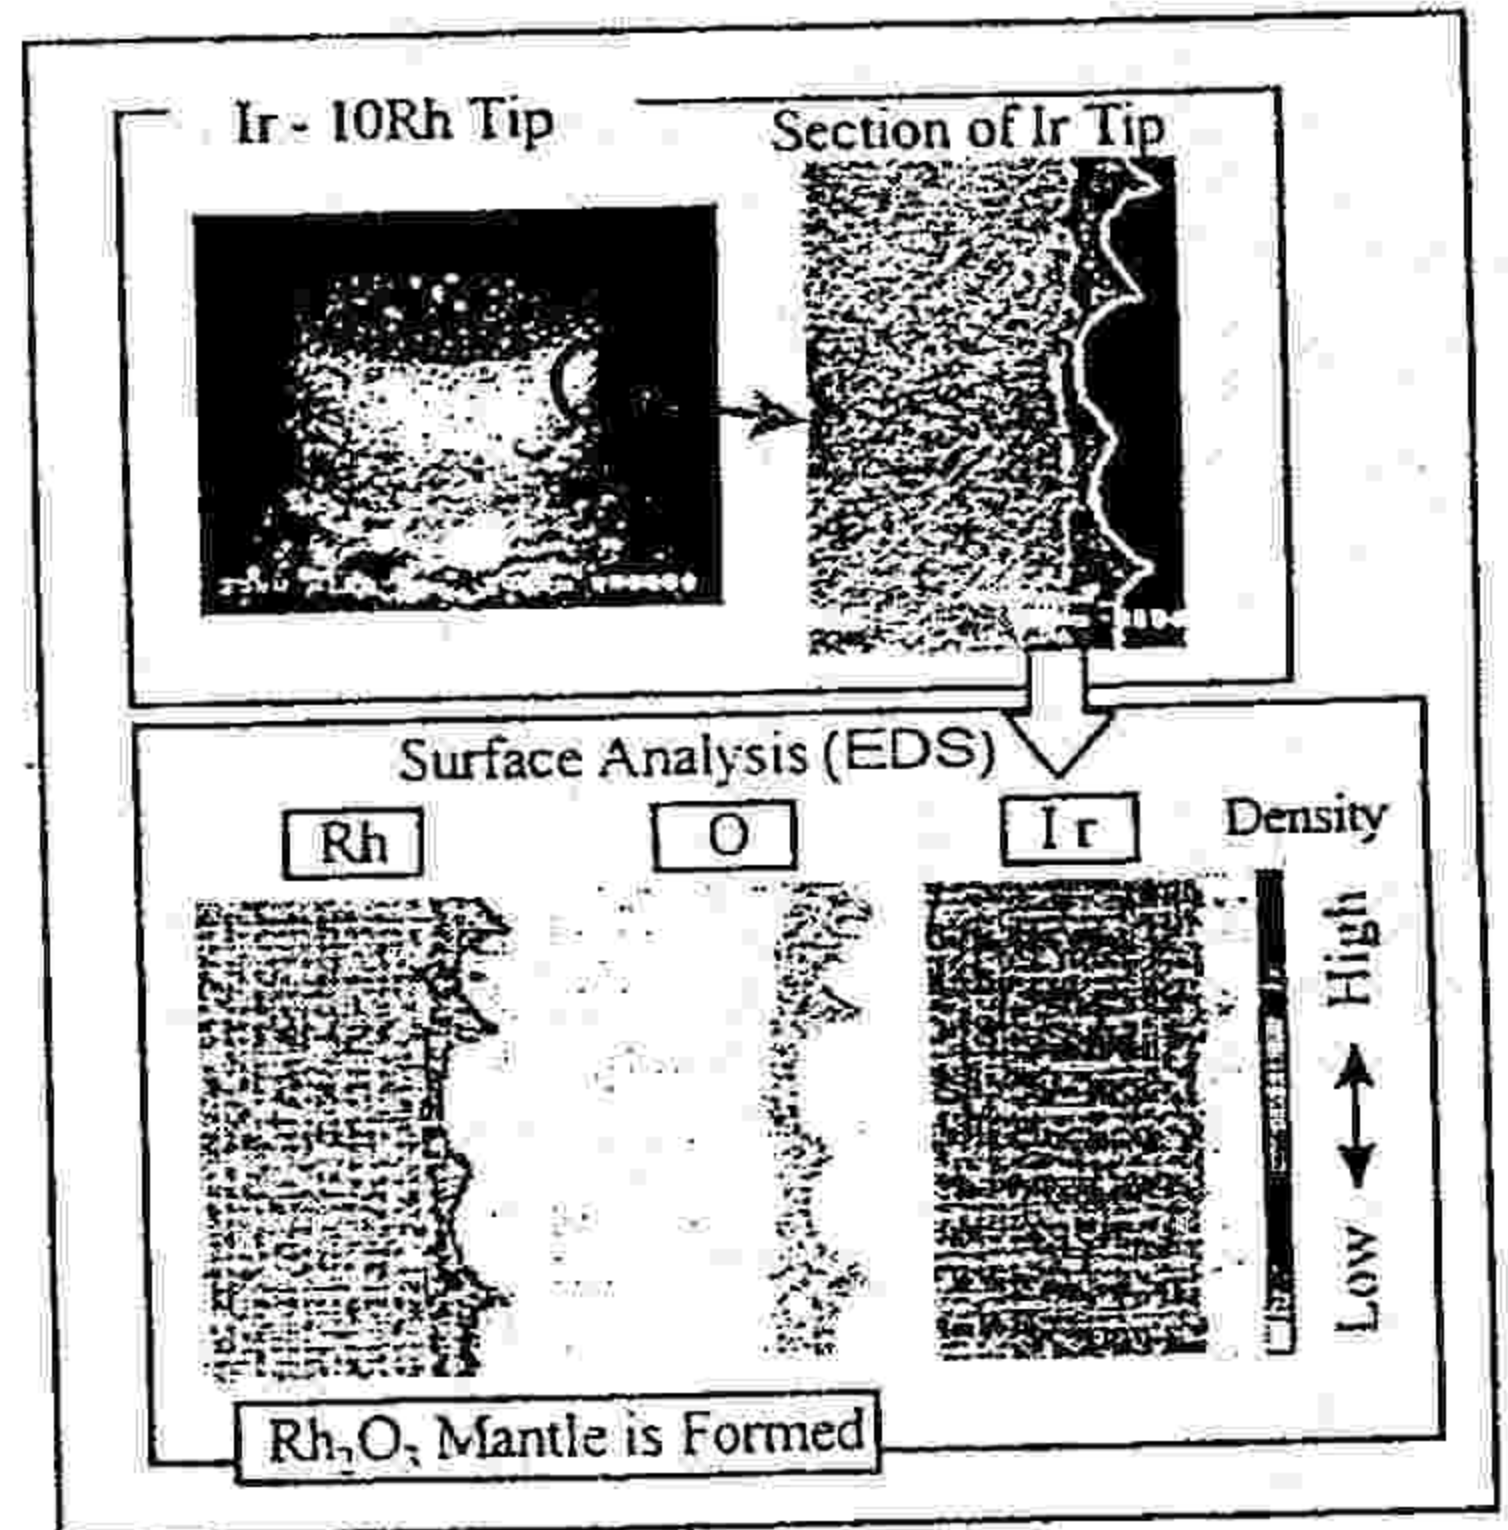 Ir - 10Rh Tip
Section of Ir Tip
Surface Analysis (EDS)
Rh
O
Ir
Density
High
Low
Rh₂O₃ Mantle is Formed